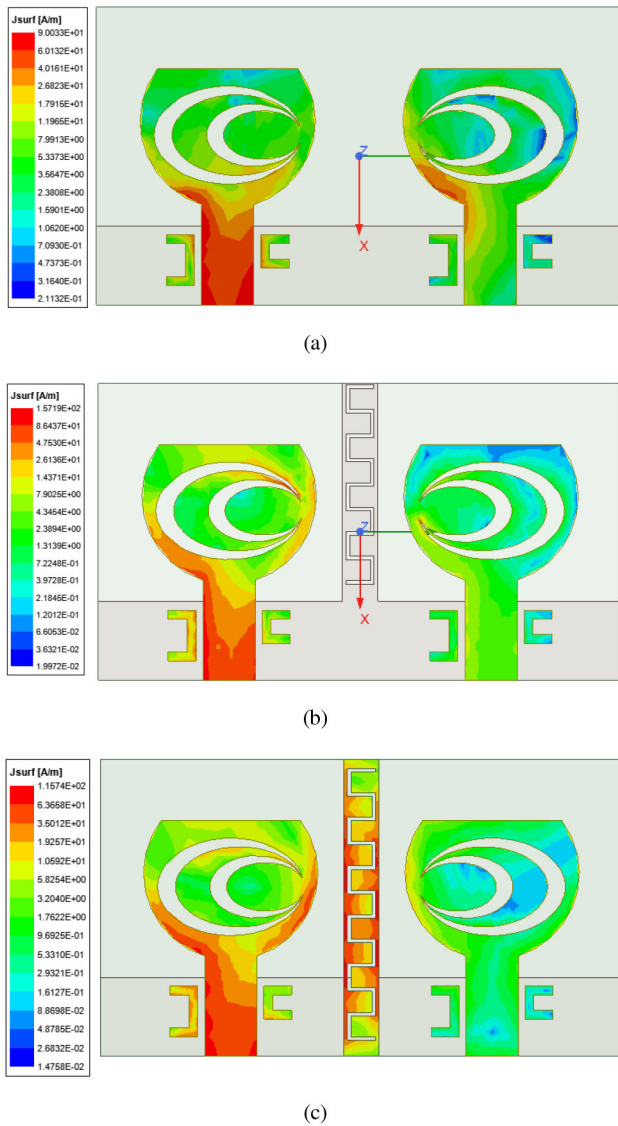 Jsurf [A/m]
9.0033E+01
6.0132E+01
4.0161E+01
2.6823E+01
1.7915E+01
1.1965E+01
7.9913E+00
5.3373E+00
3.5647E+00
2.3808E+00
1.5901E+00
1.0620E+00
7.0930E-01
4.7373E-01
3.1640E-01
2.1132E-01
Z
X
(a)
Jsurf [A/m]
1.5719E+02
8.6437E+01
4.7530E+01
2.6136E+01
1.4371E+01
7.9025E+00
4.3454E+00
2.3894E+00
1.3139E+00
7.2248E-01
3.9728E-01
2.1845E-01
1.2012E-01
6.6053E-02
3.6321E-02
1.9972E-02
Z
X
(b)
Jsurf [A/m]
1.1574E+02
6.3658E+01
3.5012E+01
1.9257E+01
1.0592E+01
5.8254E+00
3.2040E+00
1.7622E+00
9.6925E-01
5.3310E-01
2.9321E-01
1.6127E-01
8.8698E-02
4.8785E-02
2.6832E-02
1.4758E-02
(c)